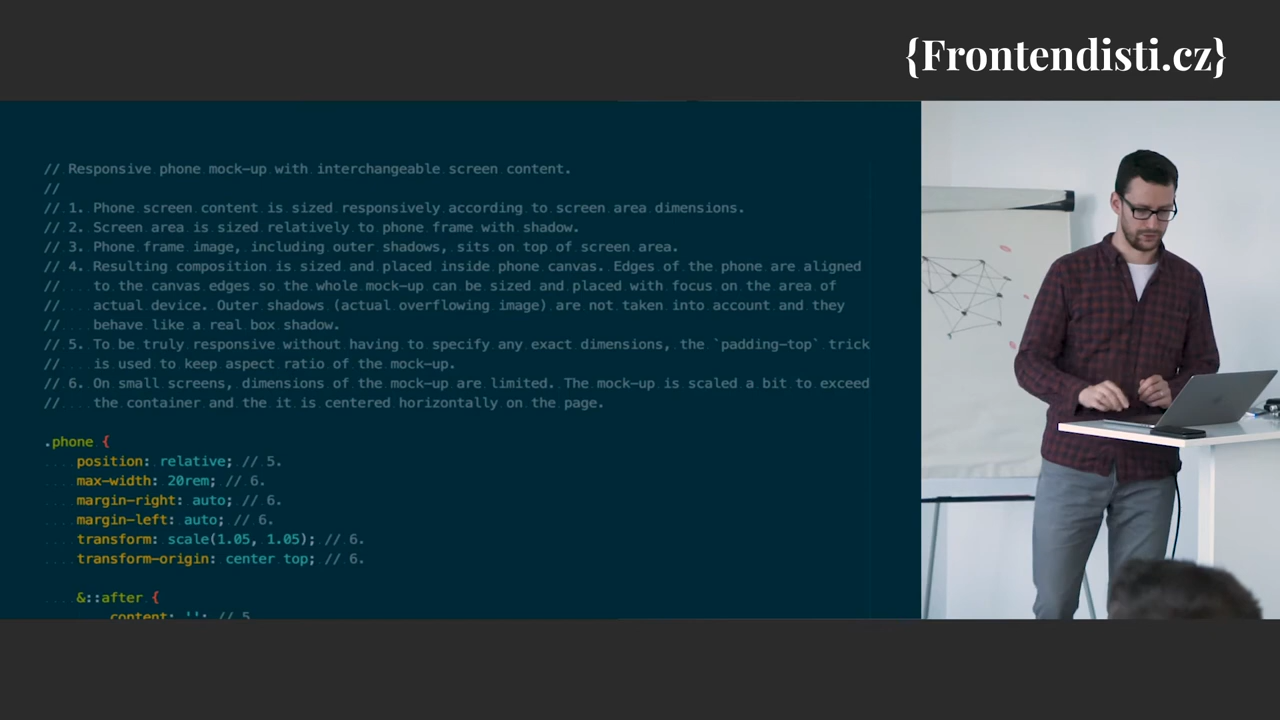 {Frontendisti.cz}
// Responsive phone mock-up with interchangeable screen content.
//
// 1. Phone screen content is sized responsively according to screen area dimensions.
// 2. Screen area is sized relatively to phone frame with shadow.
// 3. Phone frame image, including outer shadows, sits on top of screen area.
// 4. Resulting composition is sized and placed inside phone canvas. Edges of the phone are aligned
//    to the canvas edges so the whole mock-up can be sized and placed with focus on the area of
//    actual device. Outer shadows (actual overflowing image) are not taken into account and they
//    behave like a real box shadow.
// 5. To be truly responsive without having to specify any exact dimensions, the `padding-top` trick
//    is used to keep aspect ratio of the mock-up.
// 6. On small screens, dimensions of the mock-up are limited. The mock-up is scaled a bit to exceed
//    the container and the it is centered horizontally on the page.
.phone {
    position: relative; // 5.
    max-width: 20rem; // 6.
    margin-right: auto; // 6.
    margin-left: auto; // 6.
    transform: scale(1.05, 1.05); // 6.
    transform-origin: center top; // 6.
    &::after {
        content: ''; // 5